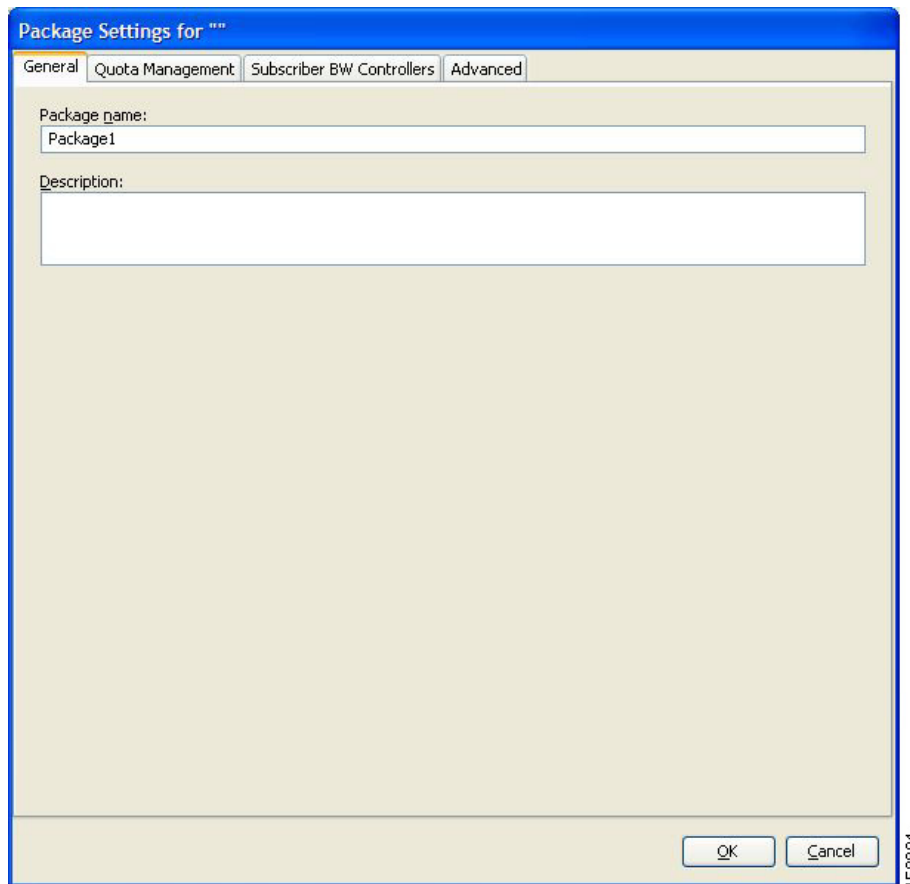 Package Settings for ""
General Quota Management Subscriber BW Controllers Advanced
Package name:
Package1
Description:
OK Cancel